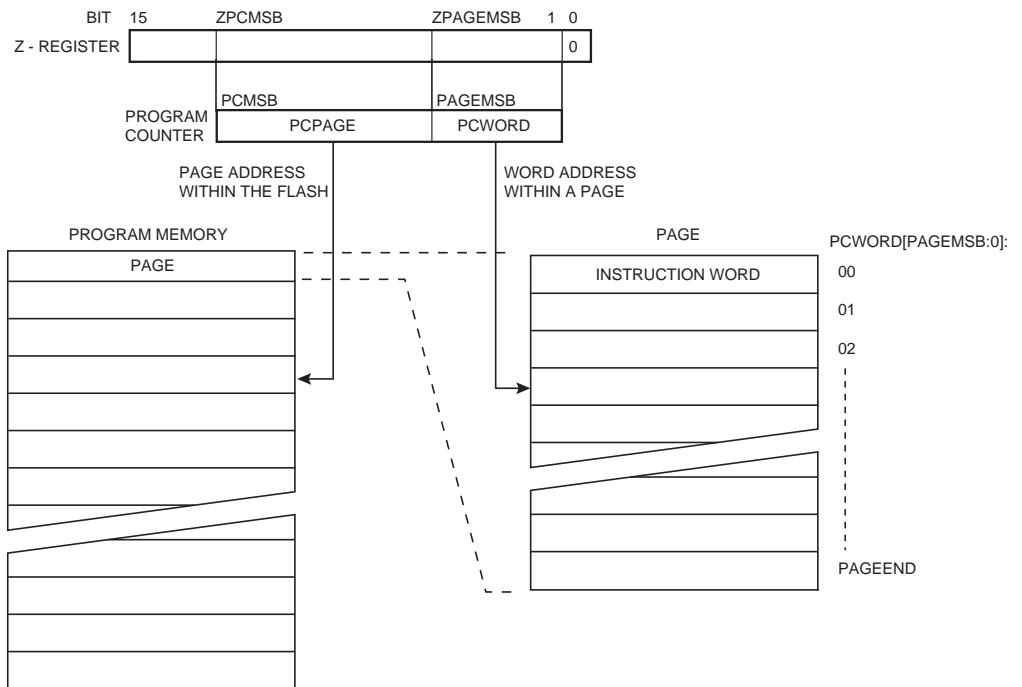 BIT 15 ZPCMSB ZPAGEMSB 1 0
Z - REGISTER 0
PCMSB PAGEMSB
PROGRAM
COUNTER
PCPAGE PCWORD
PAGE ADDRESS
WITHIN THE FLASH
WORD ADDRESS
WITHIN A PAGE
PROGRAM MEMORY
PAGE
PAGE
PCWORD[PAGEMSB:0]:
INSTRUCTION WORD
00
01
02
PAGEEND